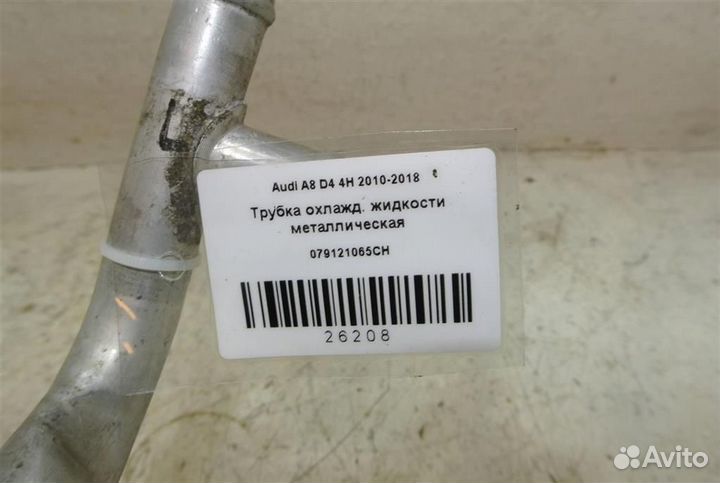 Audi A8 D4 4H 2010-2018
Трубка охлажд. жидкости
металлическая
079121065CH
26208
Avito